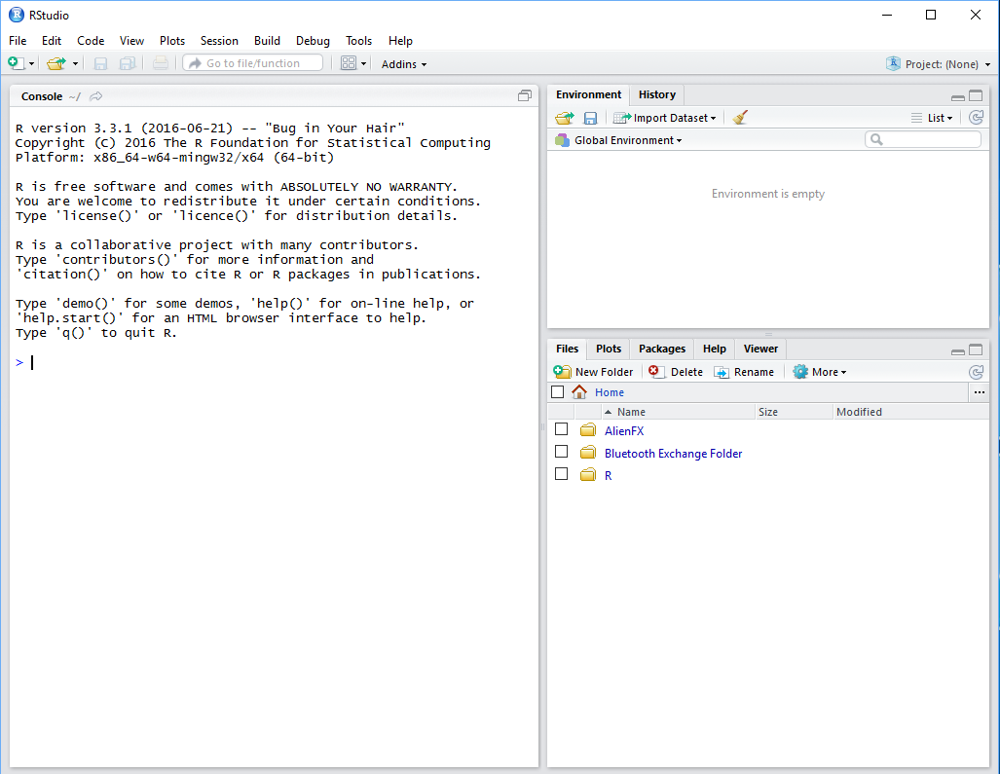 RStudio
File Edit Code View Plots Session Build Debug Tools Help
Go to file/function Addins Project: (None)
Console ~/
R version 3.3.1 (2016-06-21) -- "Bug in Your Hair"
Copyright (C) 2016 The R Foundation for Statistical Computing
Platform: x86_64-w64-mingw32/x64 (64-bit)
R is free software and comes with ABSOLUTELY NO WARRANTY.
You are welcome to redistribute it under certain conditions.
Type 'license()' or 'licence()' for distribution details.
R is a collaborative project with many contributors.
Type 'contributors()' for more information and
'citation()' on how to cite R or R packages in publications.
Type 'demo()' for some demos, 'help()' for on-line help, or
'help.start()' for an HTML browser interface to help.
Type 'q()' to quit R.
>
Environment History
Import Dataset List
Global Environment
Environment is empty
Files Plots Packages Help Viewer
New Folder Delete Rename More
Home ...
Name Size Modified
AlienFX
Bluetooth Exchange Folder
R